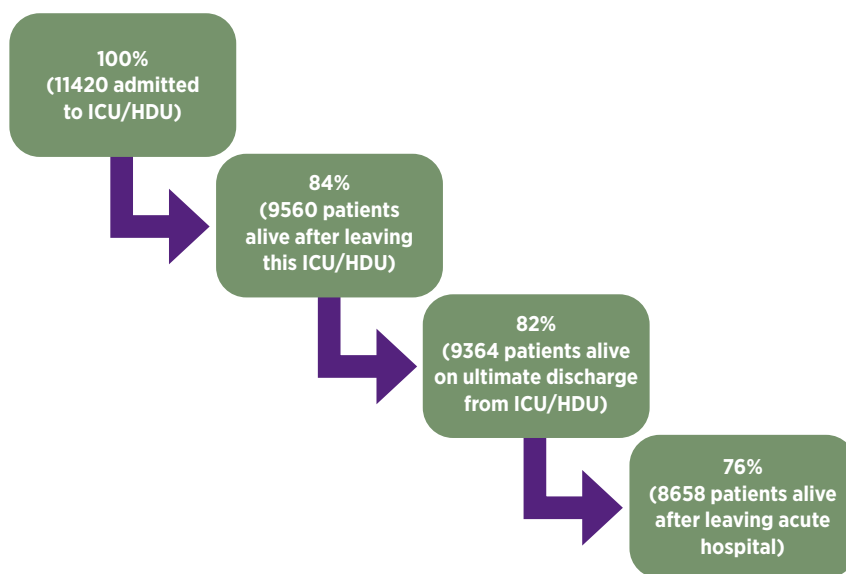 100%
(11420 admitted
to ICU/HDU)
84%
(9560 patients
alive after leaving
this ICU/HDU)
82%
(9364 patients alive
on ultimate discharge
from ICU/HDU)
76%
(8658 patients alive
after leaving acute
hospital)